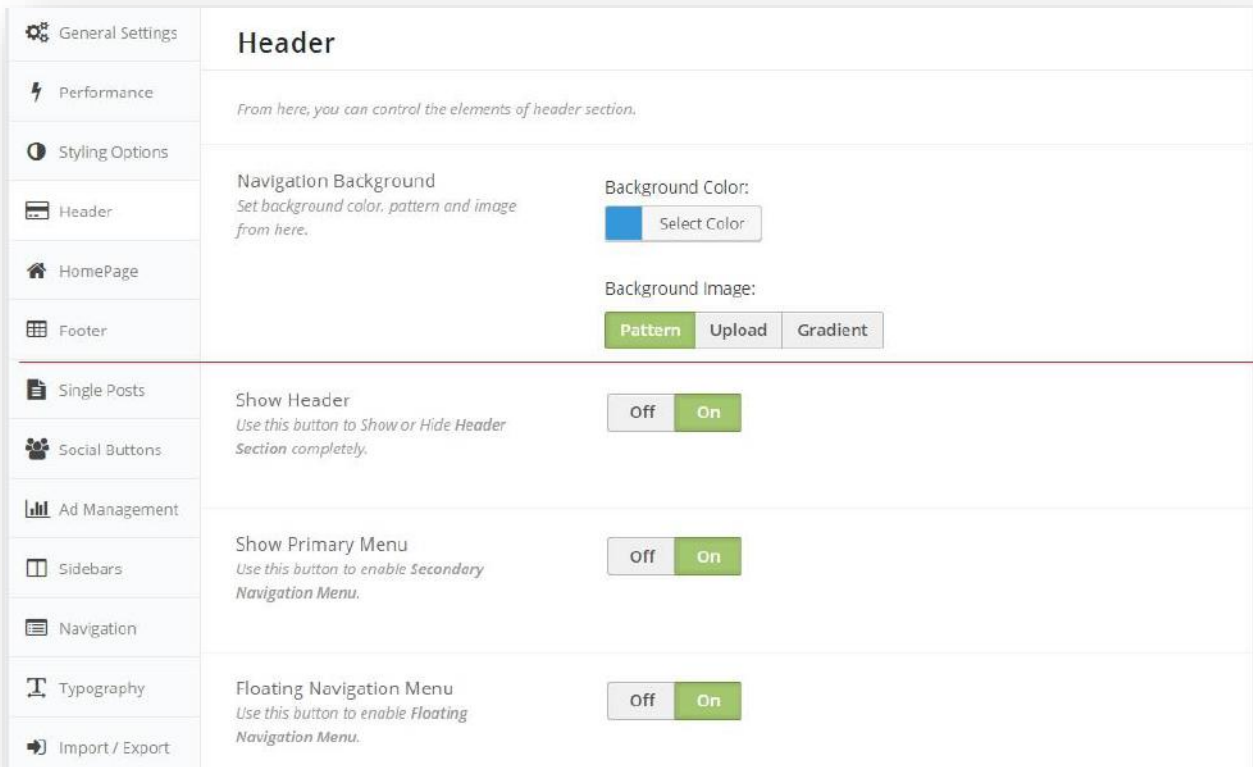 General Settings
Performance
Styling Options
Header
HomePage
Footer
Single Posts
Social Buttons
Ad Management
Sidebars
Navigation
Typography
Import / Export
Header
From here, you can control the elements of header section.
Navigation Background
Set background color, pattern and image
from here.
Background Color:
Select Color
Background Image:
Pattern Upload Gradient
Show Header
Use this button to Show or Hide Header
Section completely.
Off On
Show Primary Menu
Use this button to enable Secondary
Navigation Menu.
Off On
Floating Navigation Menu
Use this button to enable Floating
Navigation Menu.
Off On